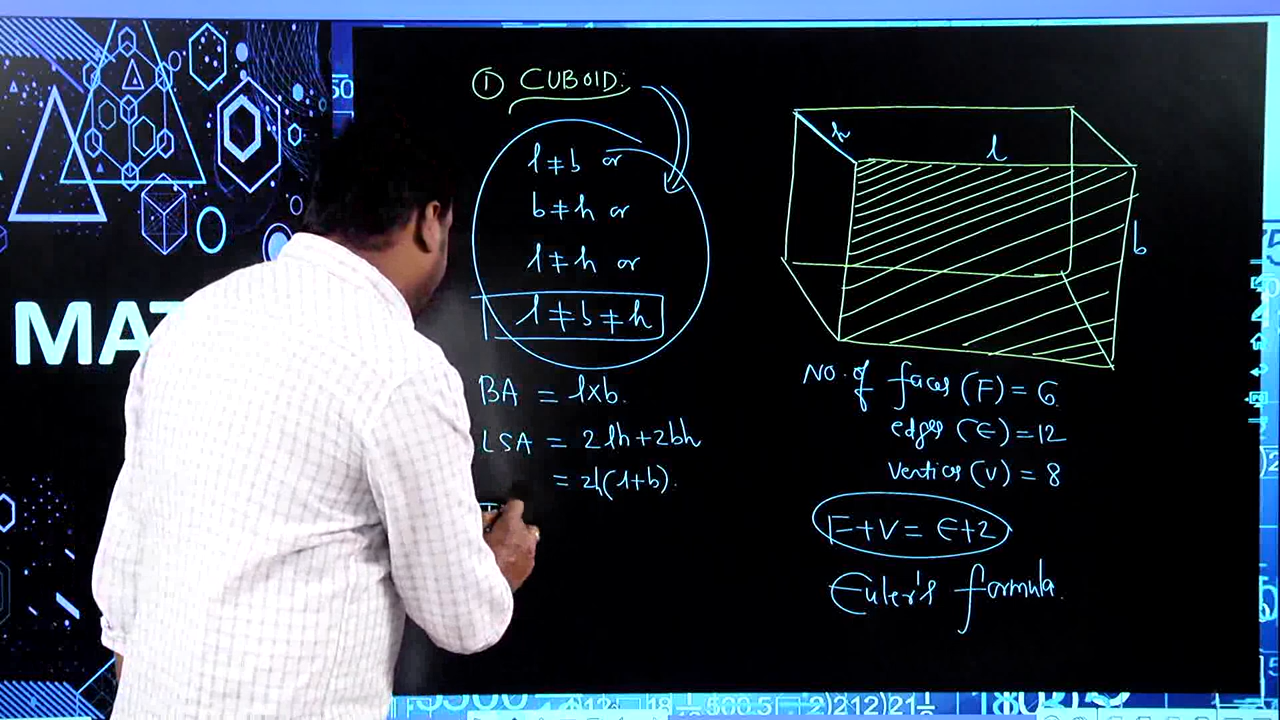 ① CUBOID:
l ≠ b or
b ≠ h or
l ≠ h or
l ≠ b ≠ h
BA = l×b.
LSA = 2lh+2bh
= 2h(l+b).
h
l
b
No. of faces (F) = 6
edges (E) = 12
vertices (V) = 8
F+V = E+2
Euler's formula.
MAT